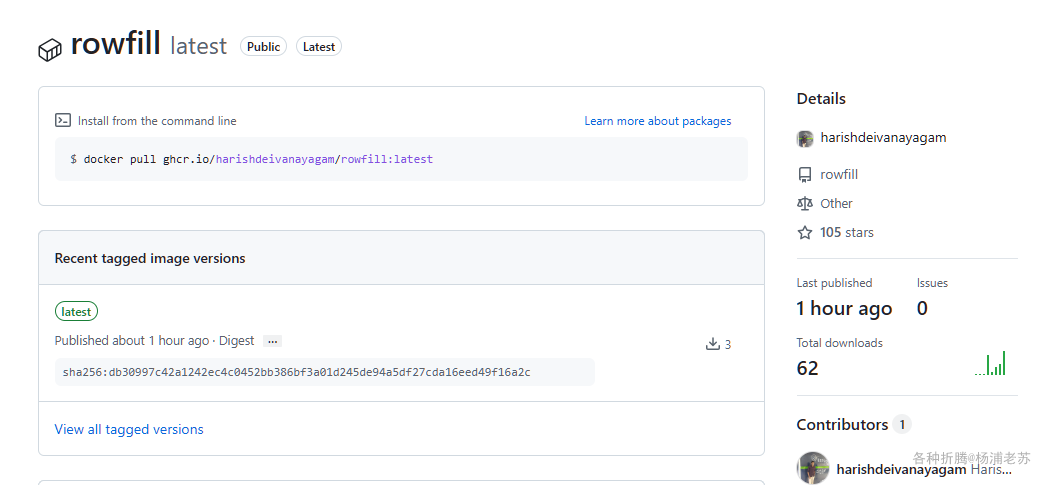 rowfill latest Public Latest
Install from the command line
Learn more about packages
$ docker pull ghcr.io/harishdeivanayagam/rowfill:latest
Recent tagged image versions
latest
Published about 1 hour ago · Digest ...
3
sha256:db30997c42a1242ec4c0452bb386bf3a01d245de94a5df27cda16eed49f16a2c
View all tagged versions
Details
harishdeivanayagam
rowfill
Other
105 stars
Last published
1 hour ago
Issues
0
Total downloads
62
Contributors 1
harishdeivanayagam Haris...
各种折腾@杨浦老苏